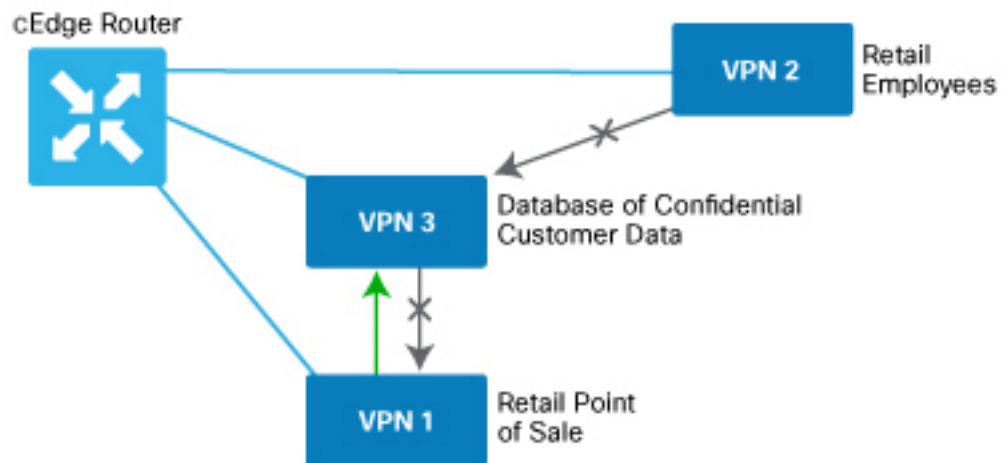 cEdge Router
VPN 2
Retail
Employees
VPN 3
Database of Confidential
Customer Data
VPN 1
Retail Point
of Sale